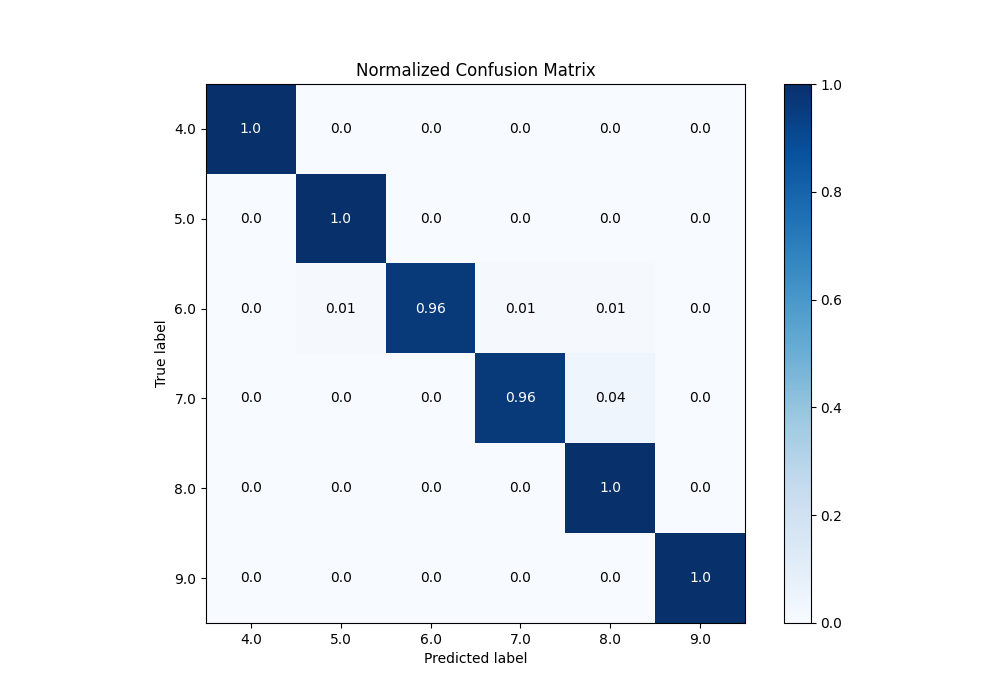 Normalized Confusion Matrix
1.0
4.0 1.0 0.0 0.0 0.0 0.0 0.0
0.8
5.0 0.0 1.0 0.0 0.0 0.0 0.0
0.6
6.0 0.0 0.01 0.96 0.01 0.01 0.0
True label
7.0 0.0 0.0 0.0 0.96 0.04 0.0
0.4
8.0 0.0 0.0 0.0 0.0 1.0 0.0
0.2
9.0 0.0 0.0 0.0 0.0 0.0 1.0
0.0
4.0 5.0 6.0 7.0 8.0 9.0
Predicted label